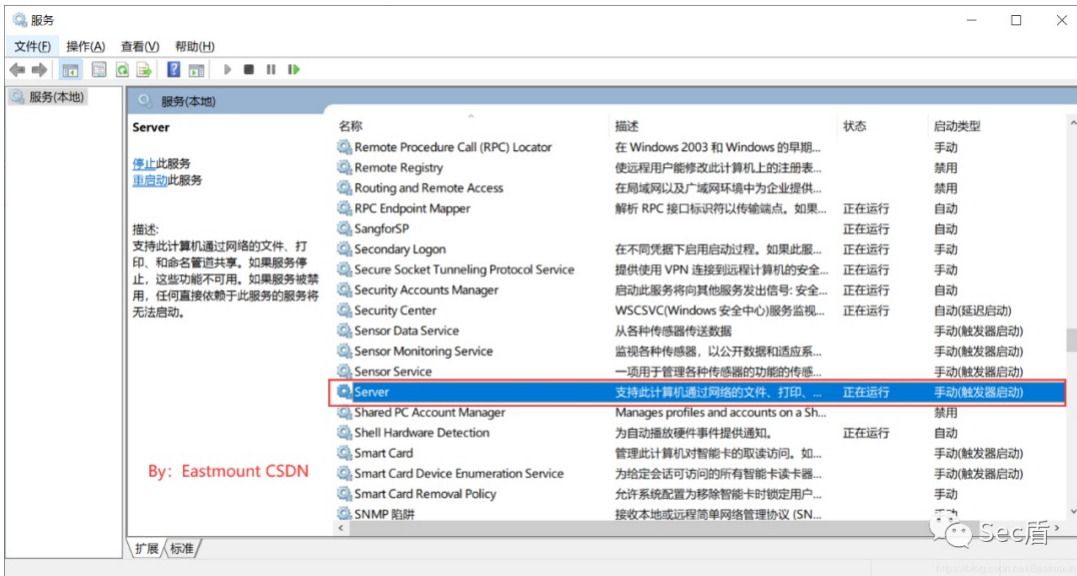 服务
文件(F) 操作(A) 查看(V) 帮助(H)
服务(本地)
服务(本地)
Server
停止此服务
重启动此服务
描述:
支持此计算机通过网络的文件、打
印、和命名管道共享。如果服务停
止，这些功能不可用。如果服务被禁
用，任何直接依赖于此服务的服务将
无法启动。
By：Eastmount CSDN
名称 描述 状态 启动类型
Remote Procedure Call (RPC) Locator 在 Windows 2003 和 Windows 的早期... 手动
Remote Registry 使远程用户能修改此计算机上的注册表... 禁用
Routing and Remote Access 在局域网以及广域网环境中为企业提供... 禁用
RPC Endpoint Mapper 解析 RPC 接口标识符以传输端点。如果... 正在运行 自动
SangforSP 正在运行 自动
Secondary Logon 在不同凭据下启用启动过程。如果此服... 正在运行 手动
Secure Socket Tunneling Protocol Service 提供使用 VPN 连接到远程计算机的安全... 正在运行 手动
Security Accounts Manager 启动此服务将向其他服务发出信号: 安全... 正在运行 自动
Security Center WSCSVC(Windows 安全中心)服务监视... 正在运行 自动(延迟启动)
Sensor Data Service 从各种传感器传送数据 手动(触发器启动)
Sensor Monitoring Service 监视各种传感器，以公开数据和适应系... 手动(触发器启动)
Sensor Service 一项用于管理各种传感器的功能的传感... 手动(触发器启动)
Server 支持此计算机通过网络的文件、打印、... 正在运行 手动(触发器启动)
Shared PC Account Manager Manages profiles and accounts on a Sh... 禁用
Shell Hardware Detection 为自动播放硬件事件提供通知。 正在运行 自动
Smart Card 管理此计算机对智能卡的取读访问。如... 手动(触发器启动)
Smart Card Device Enumeration Service 为给定会话可访问的所有智能卡读卡器... 手动(触发器启动)
Smart Card Removal Policy 允许系统配置为移除智能卡时锁定用户... 手动
SNMP 陷阱 接收本地或远程简单网络管理协议 (SN... 手动
扩展 标准
Sec盾